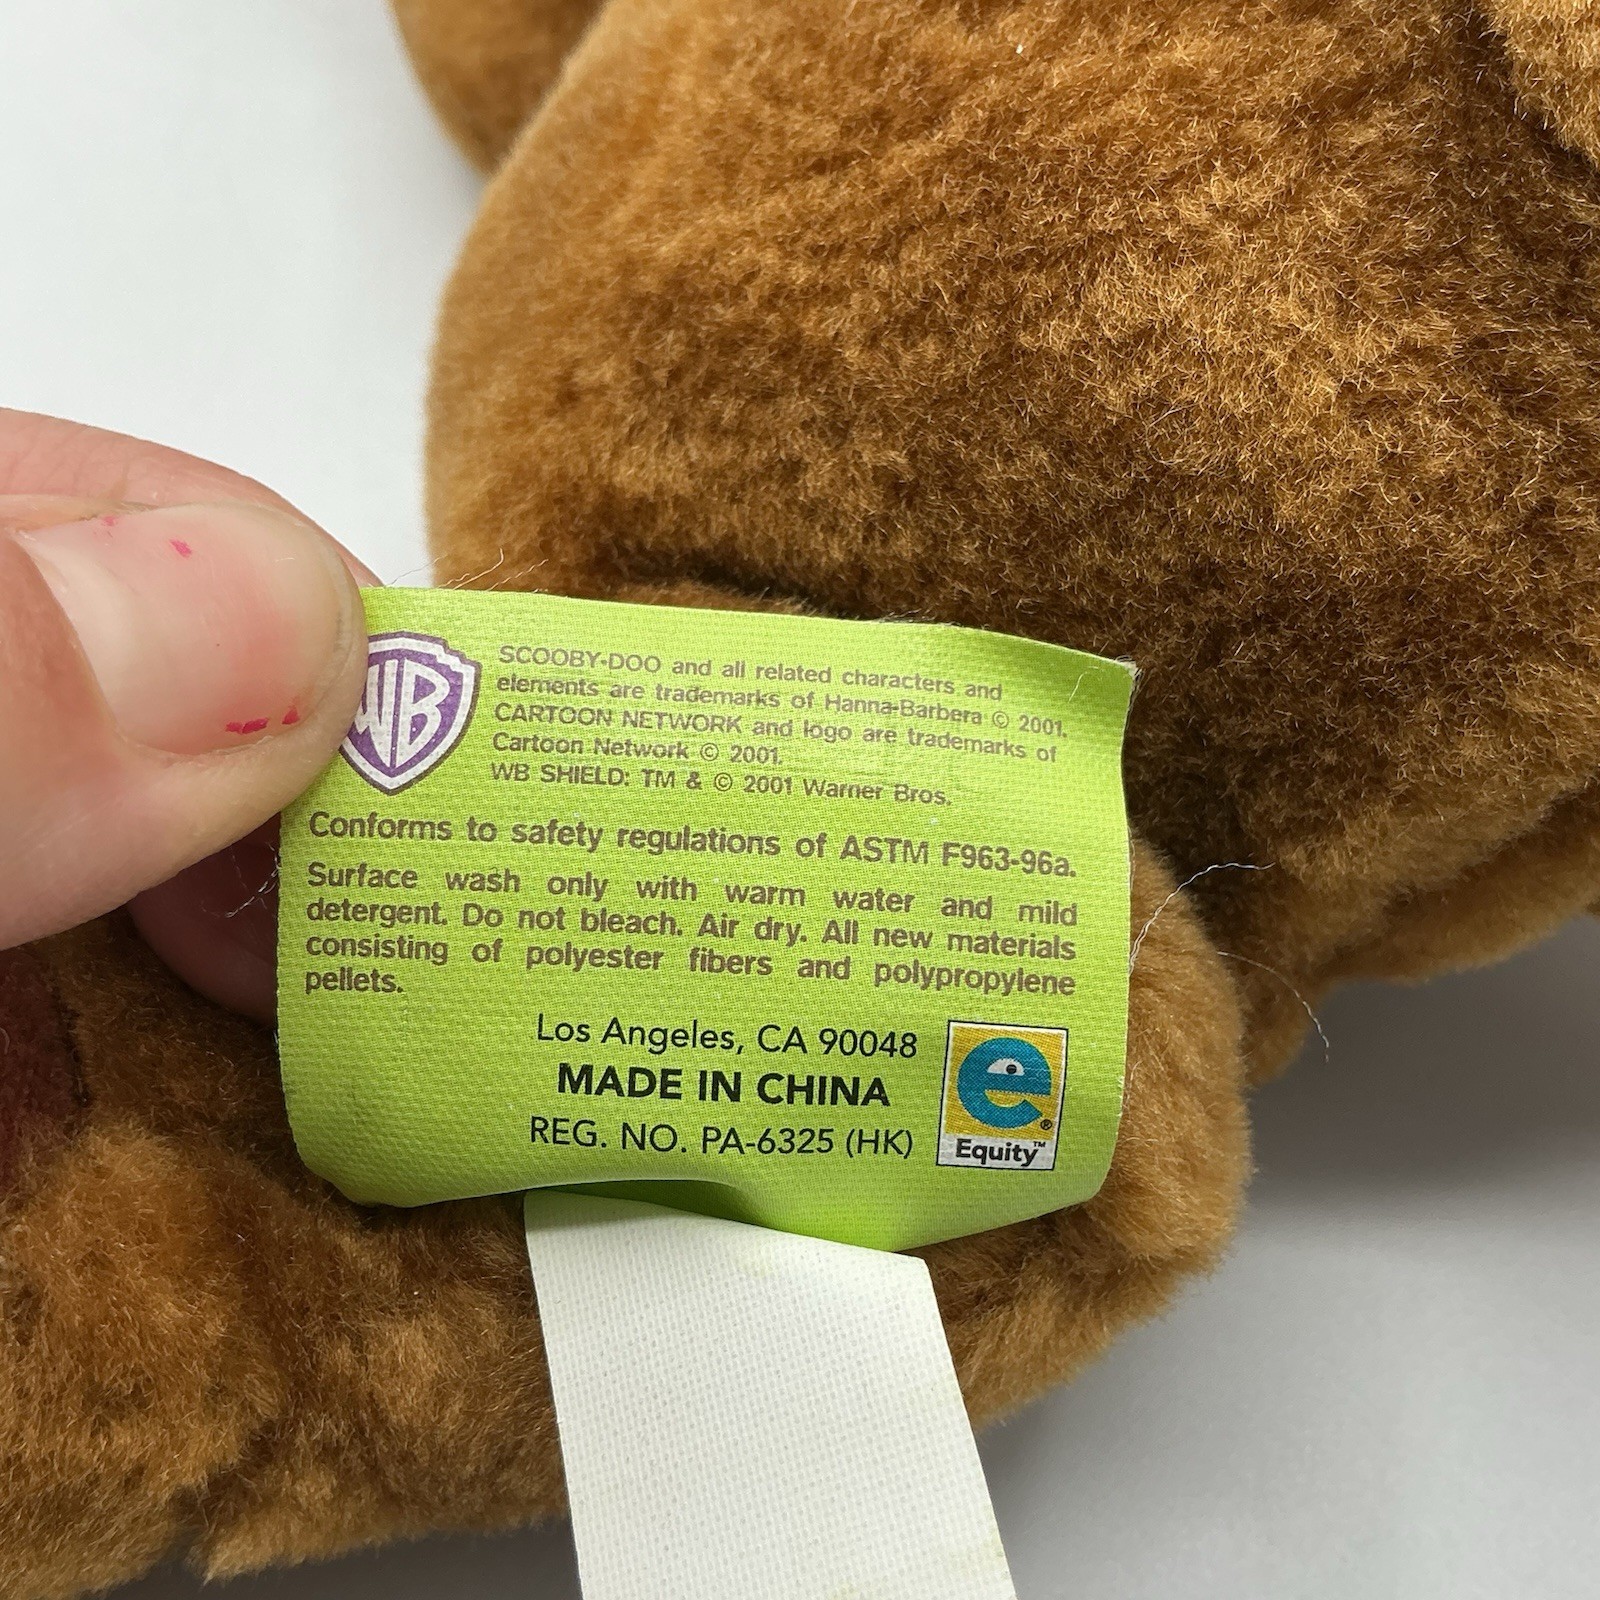 WB
SCOOBY-DOO and all related characters and
elements are trademarks of Hanna-Barbera © 2001.
CARTOON NETWORK and logo are trademarks of
Cartoon Network © 2001.
WB SHIELD: TM & © 2001 Warner Bros.
Conforms to safety regulations of ASTM F963-96a.
Surface wash only with warm water and mild
detergent. Do not bleach. Air dry. All new materials
consisting of polyester fibers and polypropylene
pellets.
Los Angeles, CA 90048
MADE IN CHINA
REG. NO. PA-6325 (HK)
e®
Equity™